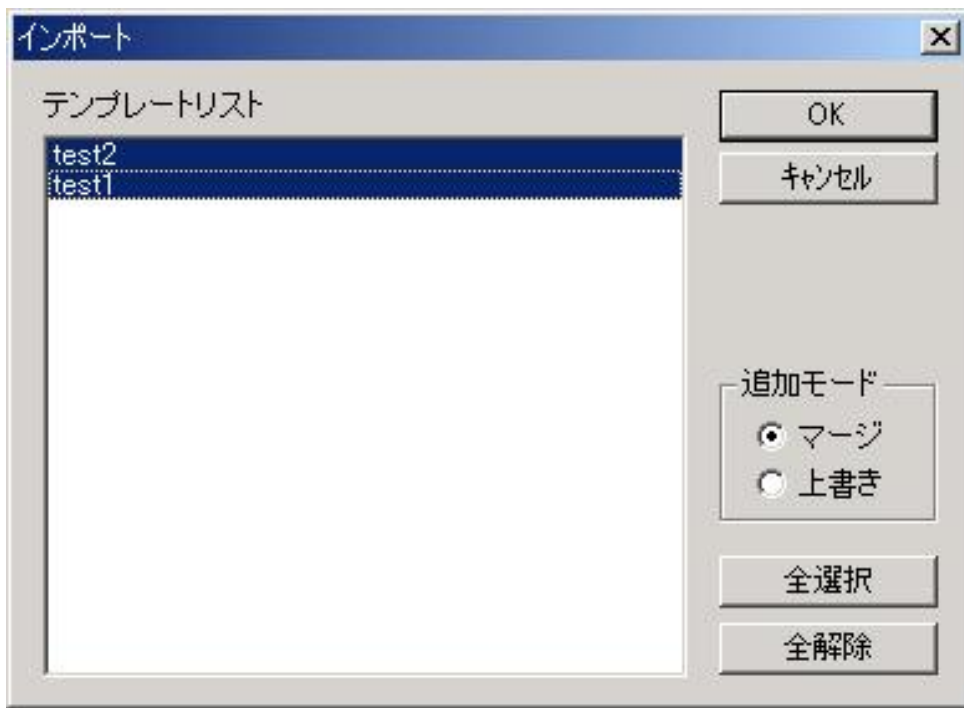 インポート
テンプレートリスト
test2
test1
OK
キャンセル
追加モード
マージ
上書き
全選択
全解除